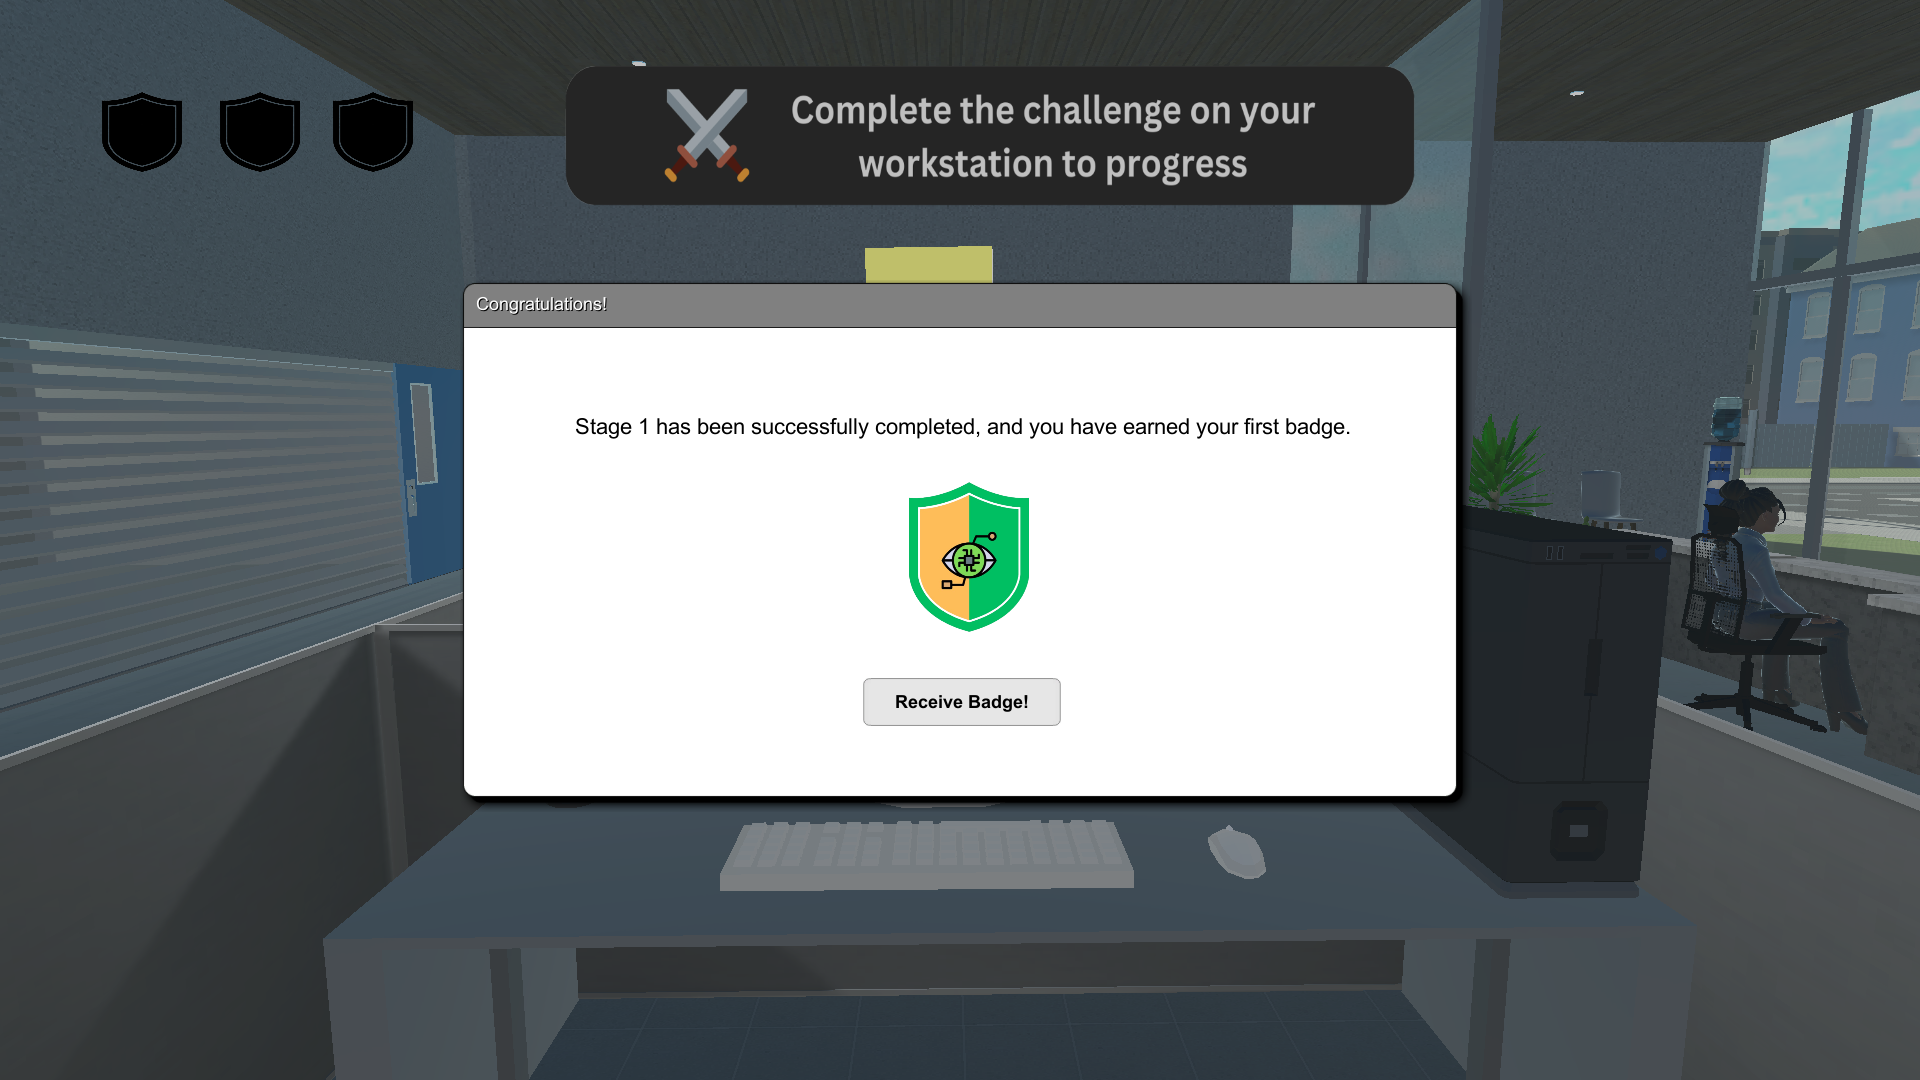 Complete the challenge on your
workstation to progress
Congratulations!
Stage 1 has been successfully completed, and you have earned your first badge.
Receive Badge!